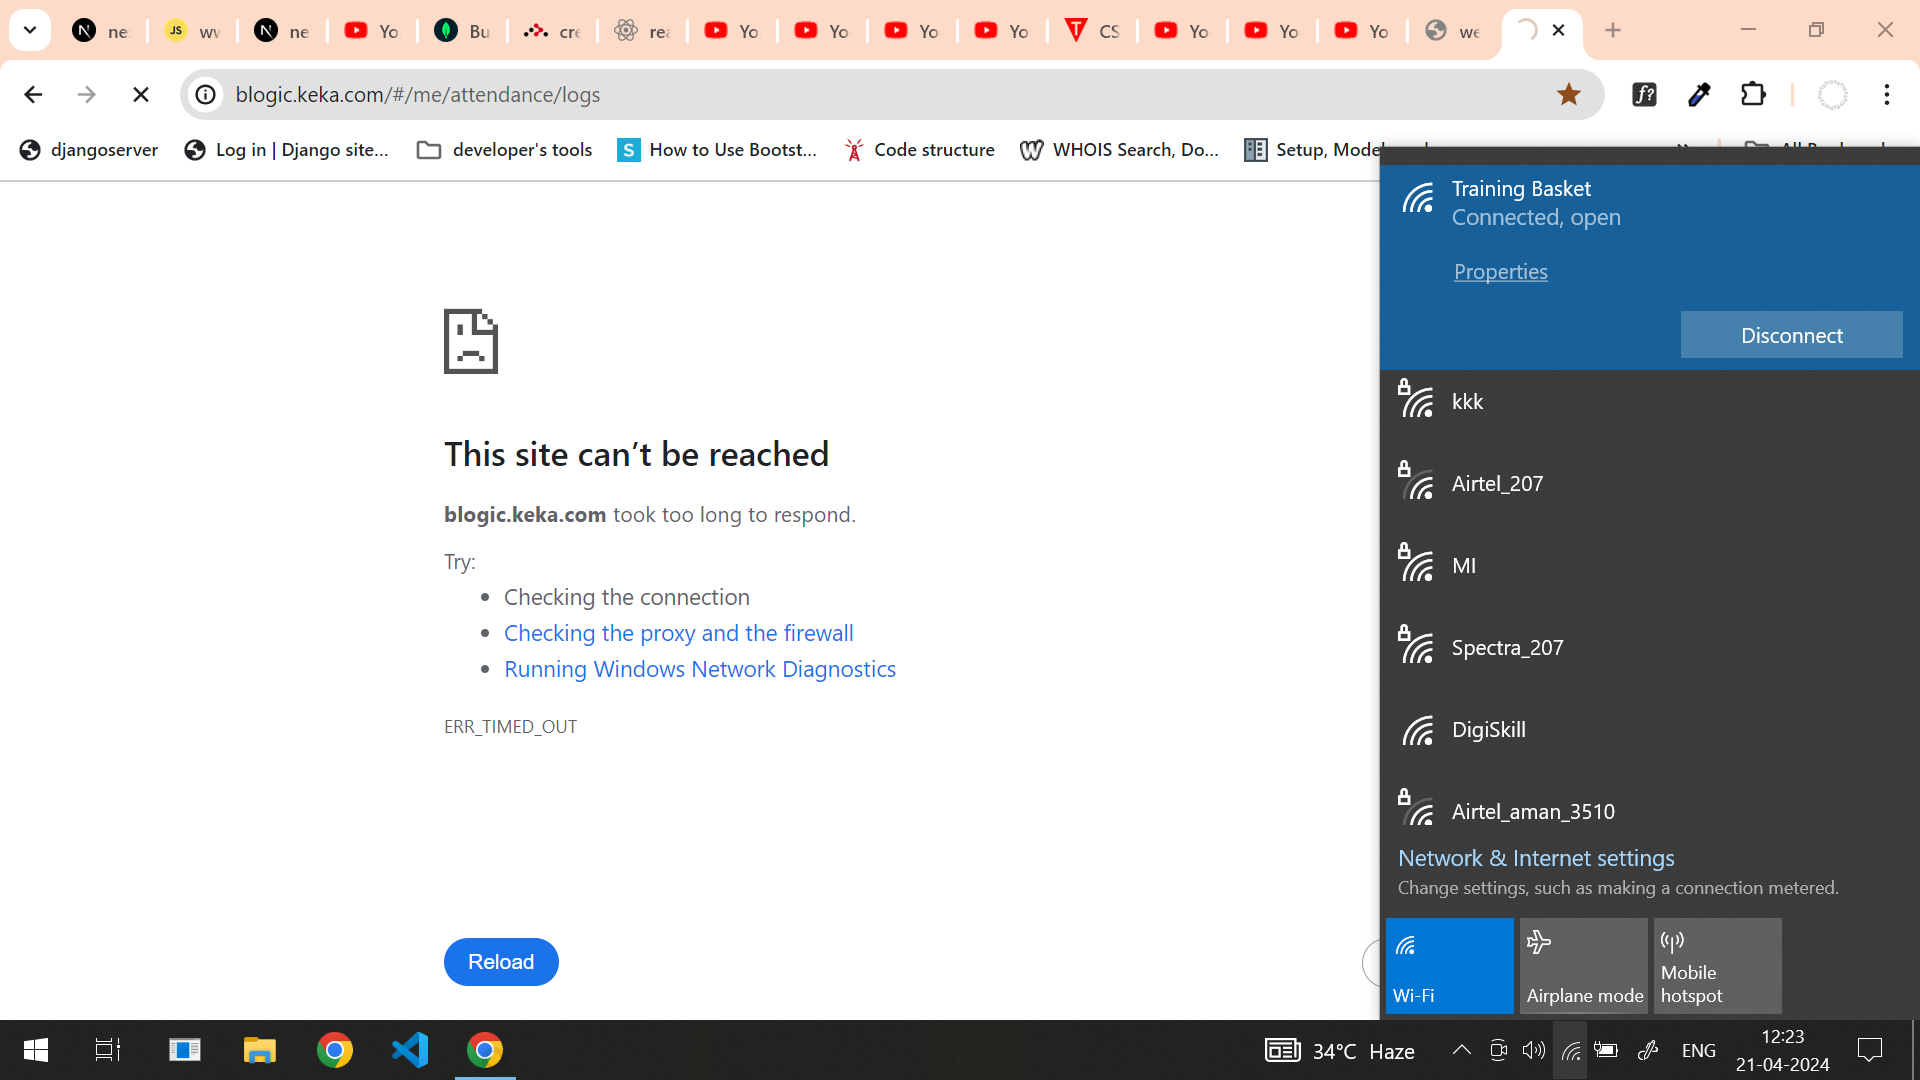 ne
JS
wv
ne
Yo
Bu
cre
rea
Yo
Yo
Yo
Yo
CS
Yo
Yo
Yo
we
blogic.keka.com/#/me/attendance/logs
f?
djangoserver
Log in | Django site...
developer's tools
S
How to Use Bootst...
Code structure
WHOIS Search, Do...
Setup, Model
Training Basket
Connected, open
Properties
Disconnect
kkk
Airtel_207
MI
Spectra_207
DigiSkill
Airtel_aman_3510
Network & Internet settings
Change settings, such as making a connection metered.
Wi-Fi
Airplane mode
Mobile
hotspot
This site can’t be reached
blogic.keka.com took too long to respond.
Try:
• Checking the connection
• Checking the proxy and the firewall
• Running Windows Network Diagnostics
ERR_TIMED_OUT
Reload
34°C Haze
ENG
12:23
21-04-2024